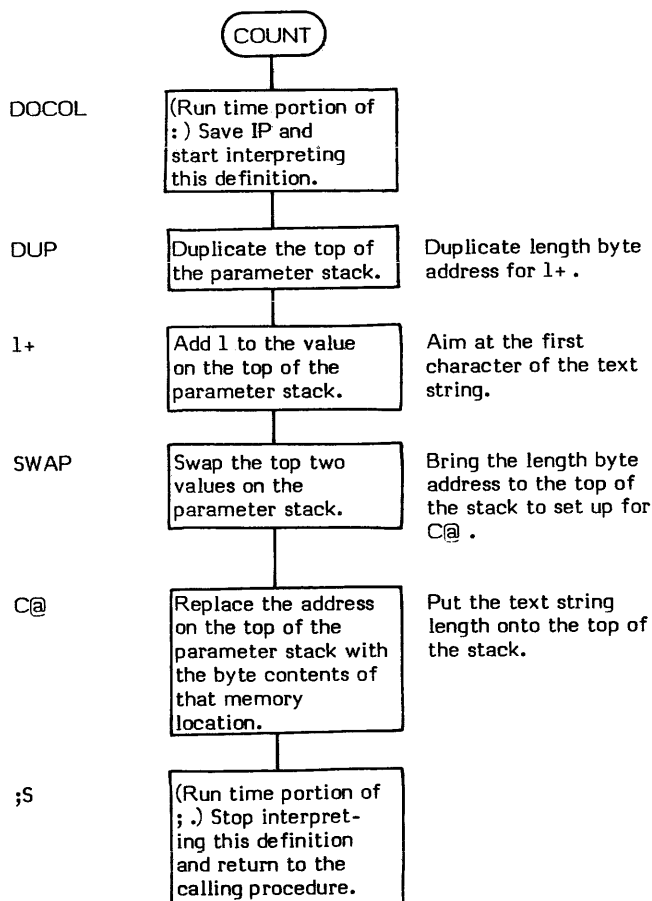 COUNT
DOCOL
(Run time portion of
: ) Save IP and
start interpreting
this definition.
DUP
Duplicate the top of
the parameter stack.
Duplicate length byte
address for 1+ .
1+
Add 1 to the value
on the top of the
parameter stack.
Aim at the first
character of the text
string.
SWAP
Swap the top two
values on the
parameter stack.
Bring the length byte
address to the top of
the stack to set up for
C@ .
C@
Replace the address
on the top of the
parameter stack with
the byte contents of
that memory
location.
Put the text string
length onto the top of
the stack.
;S
(Run time portion of
; .) Stop interpret-
ing this definition
and return to the
calling procedure.